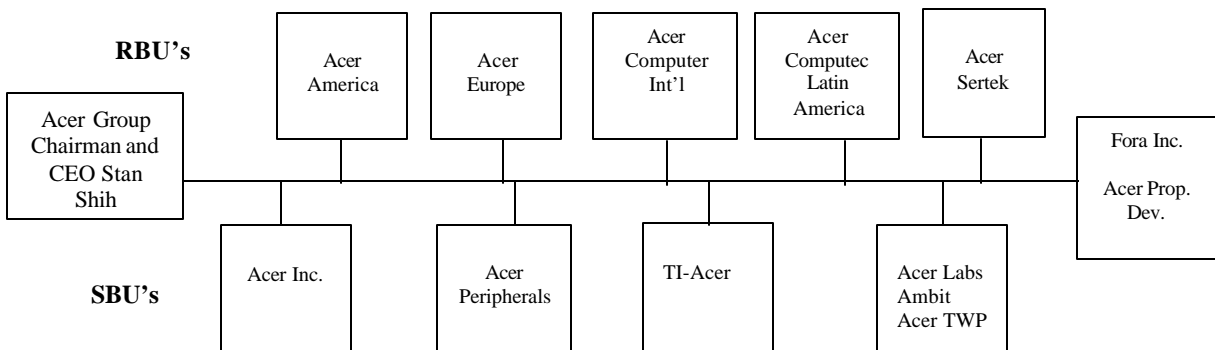 RBU's
Acer
America
Acer
Europe
Acer
Computer
Int'l
Acer
Computec
Latin
America
Acer
Sertek
Acer Group
Chairman and
CEO Stan
Shih
Fora Inc.
Acer Prop.
Dev.
SBU's
Acer Inc.
Acer
Peripherals
TI-Acer
Acer Labs
Ambit
Acer TWP